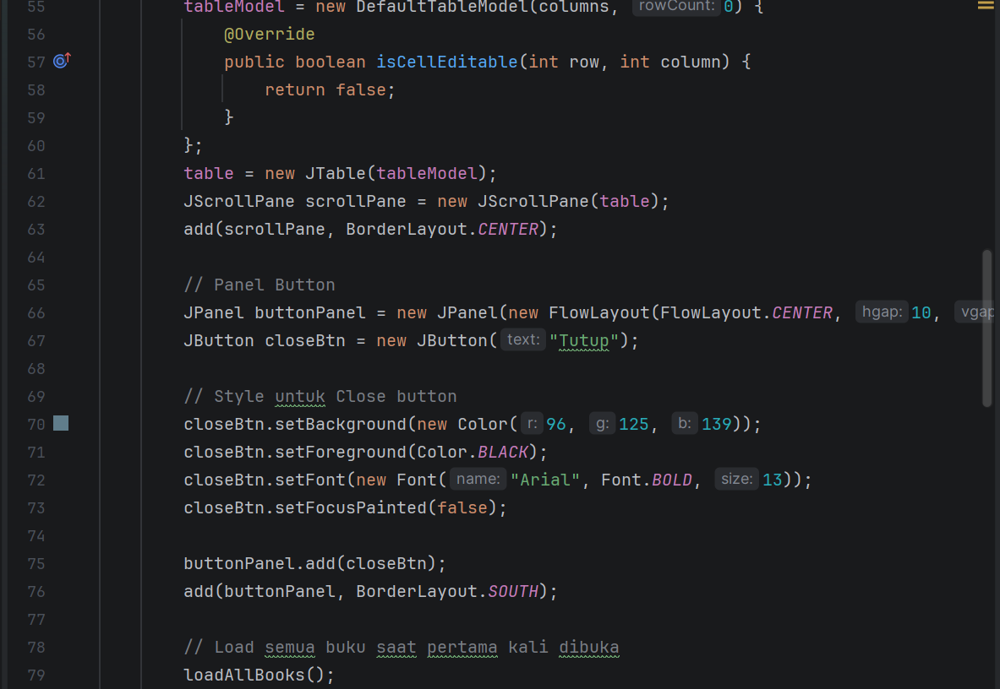 55 tableModel = new DefaultTableModel(columns, rowCount: 0) {
56 @Override
57 public boolean isCellEditable(int row, int column) {
58 return false;
59 }
60 };
61 table = new JTable(tableModel);
62 JScrollPane scrollPane = new JScrollPane(table);
63 add(scrollPane, BorderLayout.CENTER);
64
65 // Panel Button
66 JPanel buttonPanel = new JPanel(new FlowLayout(FlowLayout.CENTER, hgap: 10, vgap
67 JButton closeBtn = new JButton( text: "Tutup");
68
69 // Style untuk Close button
70 closeBtn.setBackground(new Color( r: 96, g: 125, b: 139));
71 closeBtn.setForeground(Color.BLACK);
72 closeBtn.setFont(new Font( name: "Arial", Font.BOLD, size: 13));
73 closeBtn.setFocusPainted(false);
74
75 buttonPanel.add(closeBtn);
76 add(buttonPanel, BorderLayout.SOUTH);
77
78 // Load semua buku saat pertama kali dibuka
79 loadAllBooks();